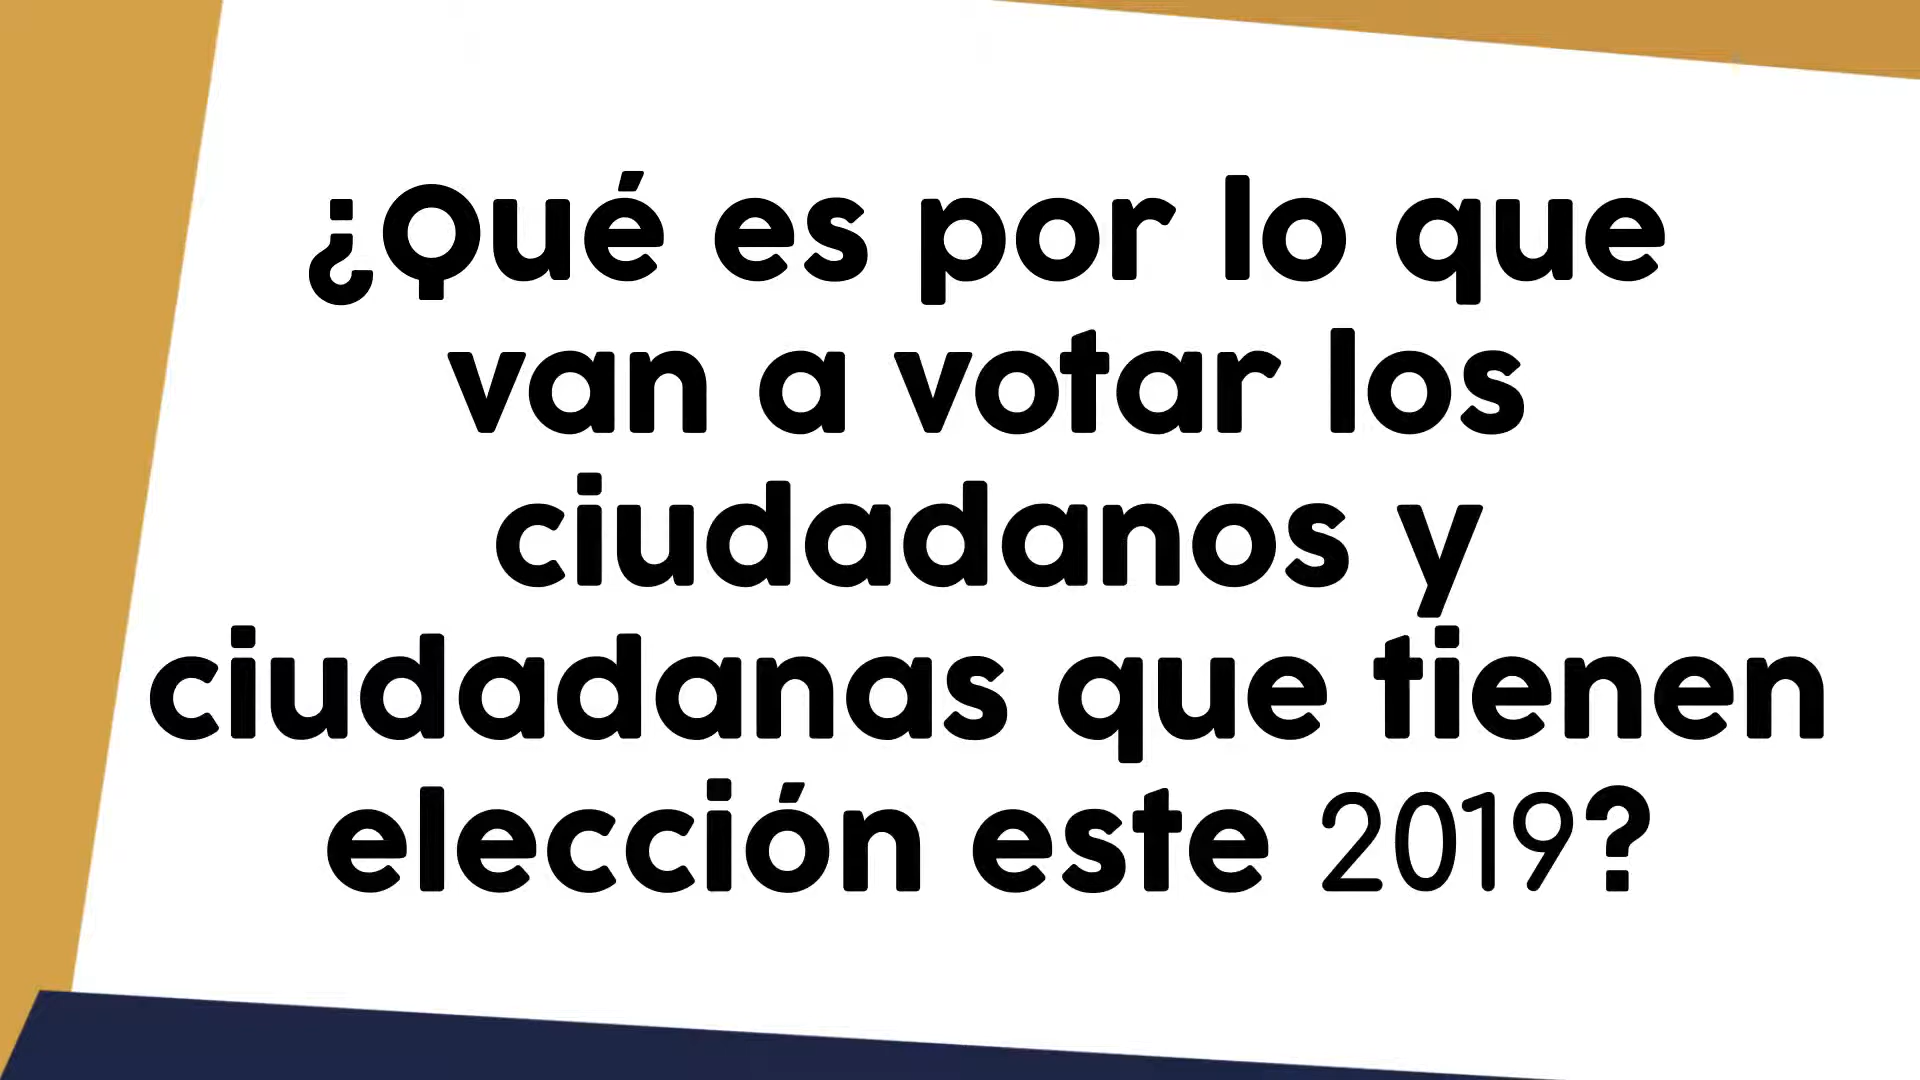 ¿Qué es por lo que
van a votar los
ciudadanos y
ciudadanas que tienen
elección este 2019?